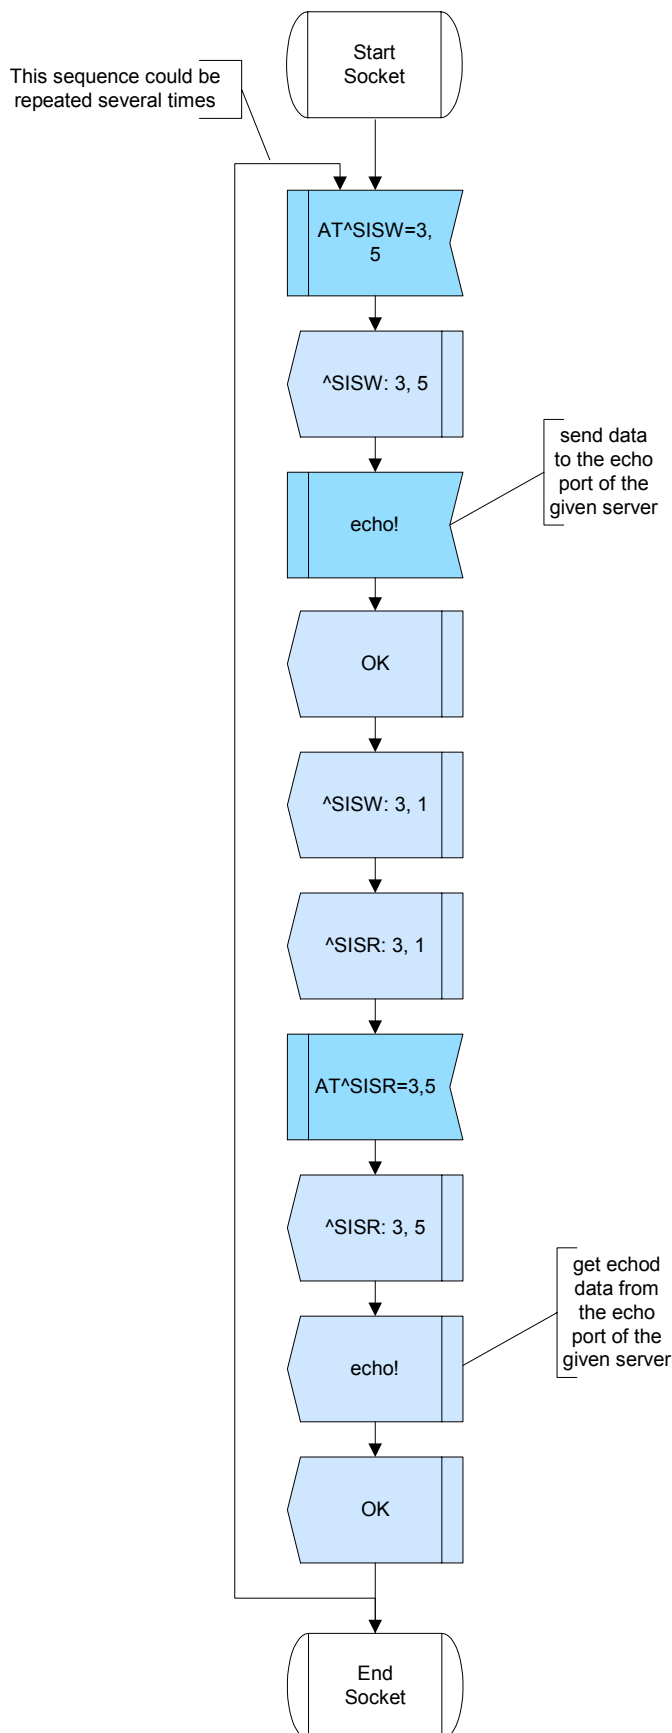 Start
Socket
This sequence could be
repeated several times
AT^SISW=3,
5
^SISW: 3, 5
send data
to the echo
port of the
given server
echo!
OK
^SISW: 3, 1
^SISR: 3, 1
AT^SISR=3,5
^SISR: 3, 5
get echod
data from
the echo
port of the
given server
echo!
OK
End
Socket